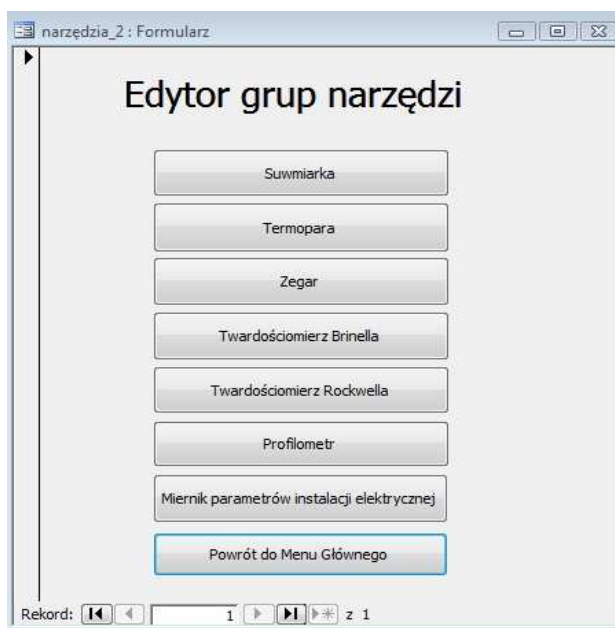 narzędzia_2 : Formularz
Edytor grup narzędzi
Suwmiarka
Termopara
Zegar
Twardościomierz Brinella
Twardościomierz Rockwella
Profilometr
Miernik parametrów instalacji elektrycznej
Powrót do Menu Głównego
Rekord: 1 z 1